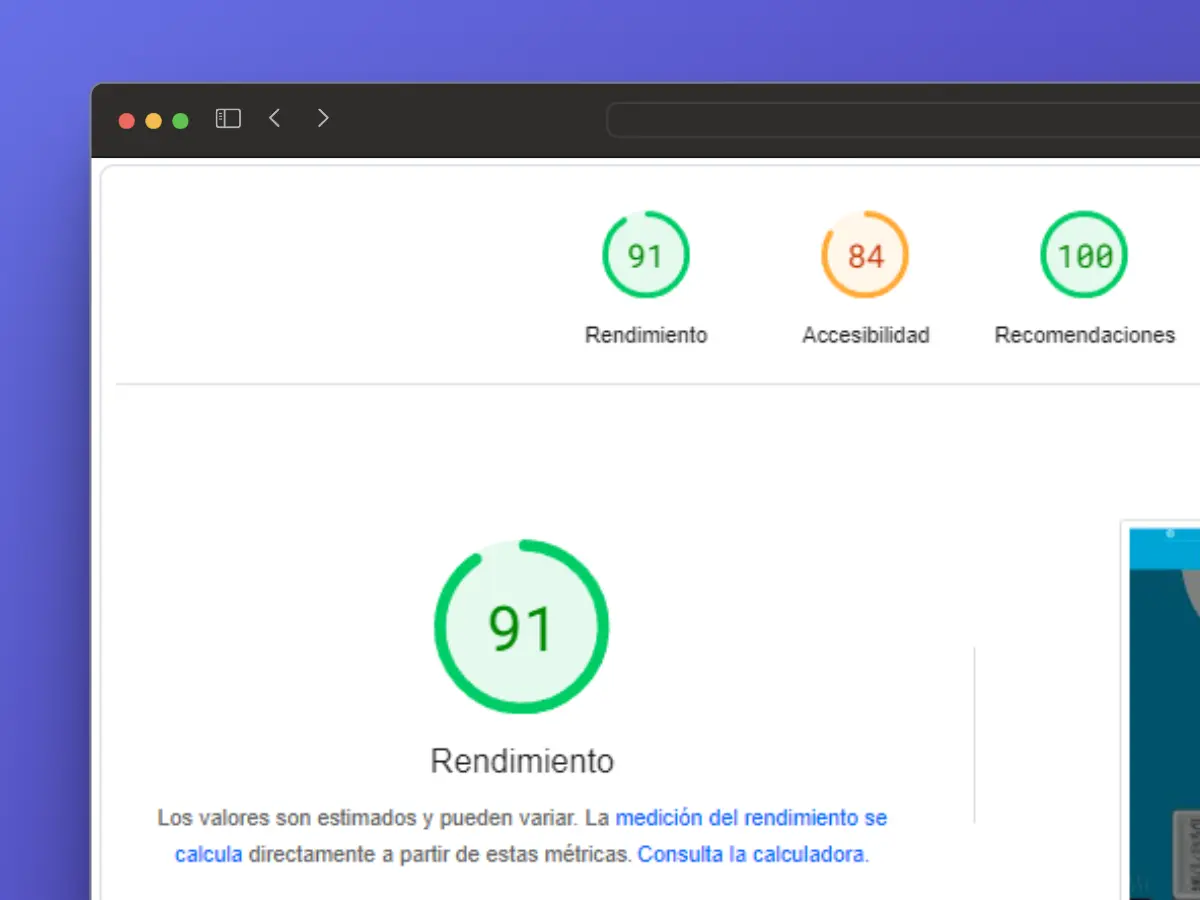 91
84
100
Rendimiento
Accesibilidad
Recomendaciones
91
Rendimiento
Los valores son estimados y pueden variar. La medición del rendimiento se
calcula directamente a partir de estas métricas. Consulta la calculadora.